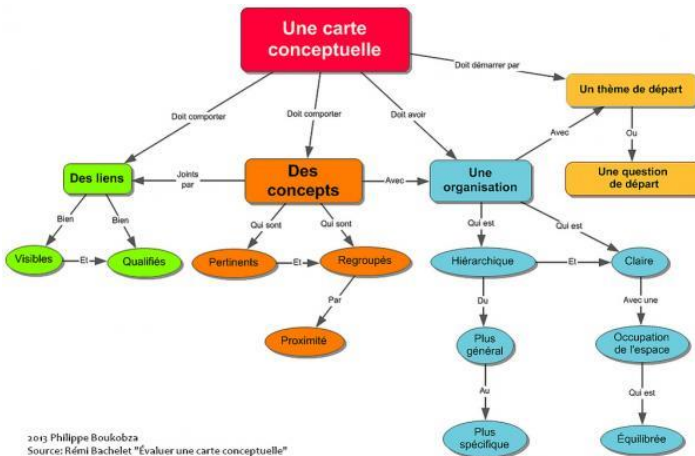 Une carte
conceptuelle
Doit démarrer par
Un thème de départ
Doit comporter
Doit comporter
Doit avoir
Avec
Ou
Des liens
Joints
par
Des
concepts
Avec
Une
organisation
Une question
de départ
Bien
Bien
Qui sont
Qui sont
Qui est
Qui est
Visibles
Et
Qualifiés
Pertinents
Et
Regroupés
Hiérarchique
Et
Claire
Par
Du
Avec une
Proximité
Plus
général
Occupation
de l'espace
Au
Qui est
Plus
spécifique
Équilibrée
2013 Philippe Boukobza
Source: Rémi Bachelet "Évaluer une carte conceptuelle"